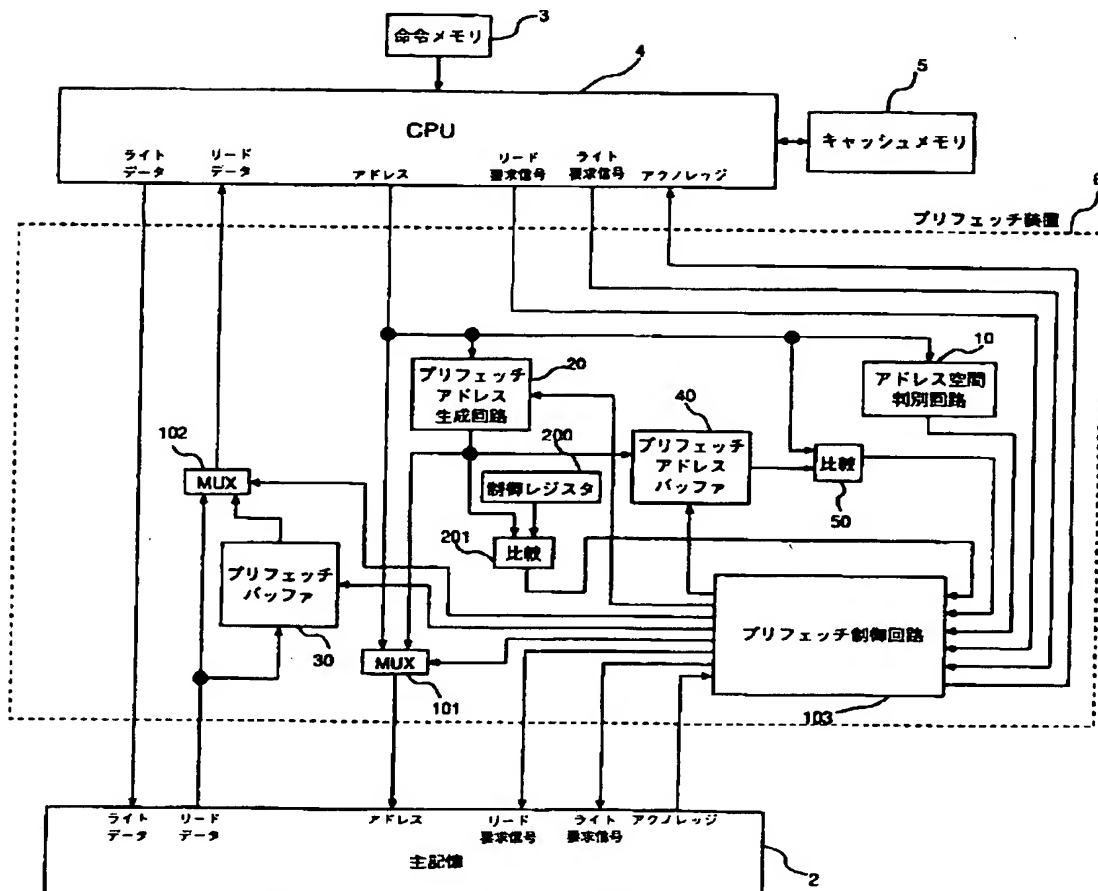 3
命令メモリ
4
5
CPU
キャッシュメモリ
ライト
データ
リード
データ
アドレス
リード
要求信号
ライト
要求信号
アクノレッジ
6
プリフェッチ装置
10
アドレス空間
判別回路
20
プリフェッチ
アドレス
生成回路
40
プリフェッチ
アドレス
バッファ
200
制御レジスタ
102
MUX
比較
50
201
比較
プリフェッチ
バッファ
30
プリフェッチ制御回路
103
MUX
101
ライト
データ
リード
データ
アドレス
リード
要求信号
ライト
要求信号
アクノレッジ
主記憶
2